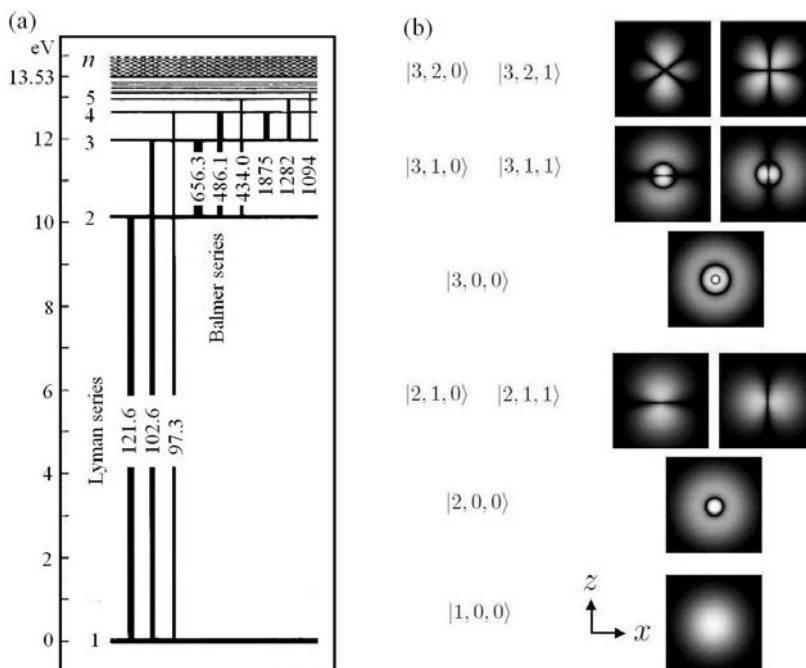 (a)
eV
n
13.53
5
4
12
3
656.3
486.1
434.0
1875
1282
1094
10
2
Balmer series
8
6
Lyman series
121.6
102.6
97.3
4
2
0
1
(b)
|3, 2, 0⟩ |3, 2, 1⟩
|3, 1, 0⟩ |3, 1, 1⟩
|3, 0, 0⟩
|2, 1, 0⟩ |2, 1, 1⟩
|2, 0, 0⟩
|1, 0, 0⟩
z
x